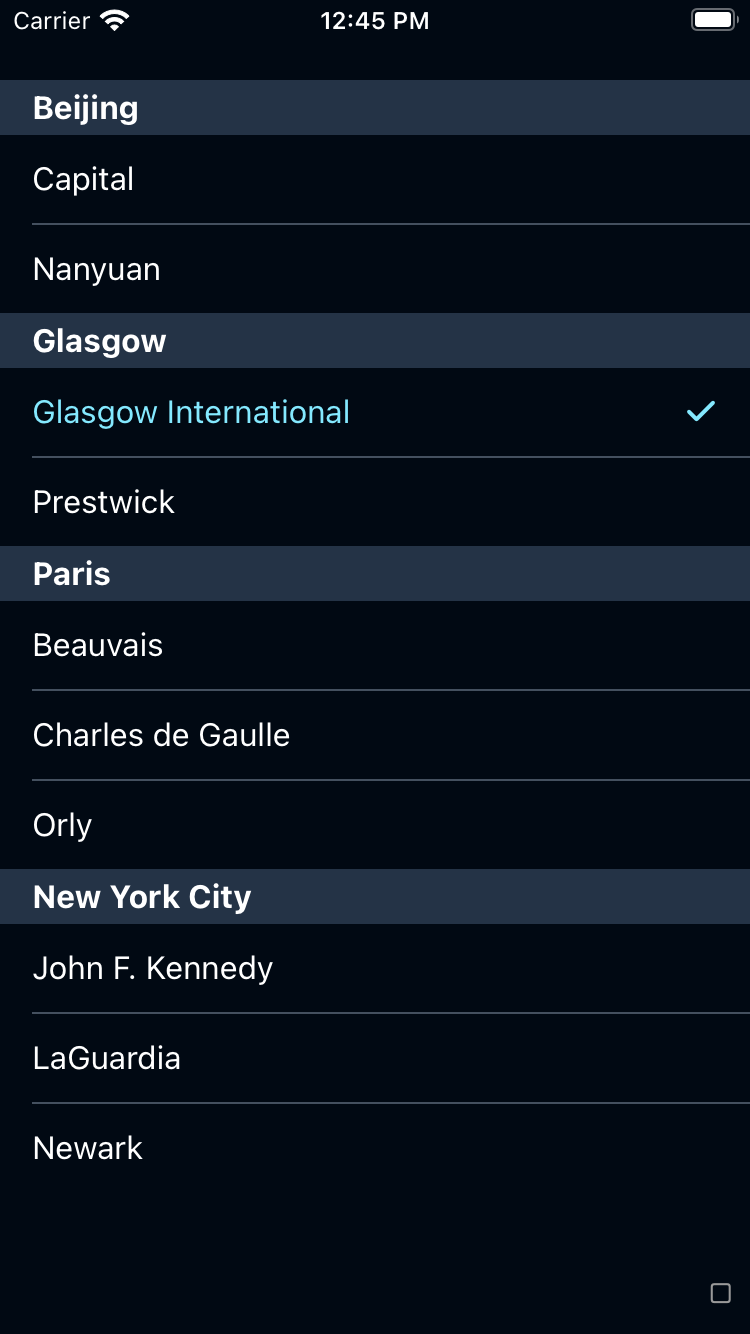 Carrier 12:45 PM
Beijing
Capital
Nanyuan
Glasgow
Glasgow International
Prestwick
Paris
Beauvais
Charles de Gaulle
Orly
New York City
John F. Kennedy
LaGuardia
Newark